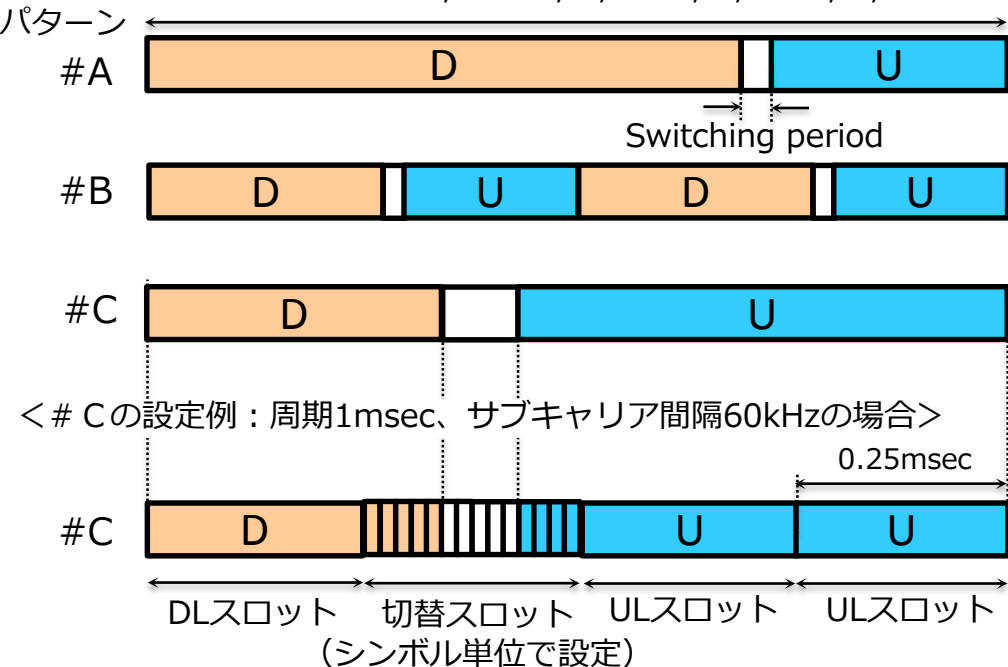 パターン
#A D U
Switching period
#B D U D U
#C D U
＜#Cの設定例：周期1msec、サブキャリア間隔60kHzの場合＞
0.25msec
#C D U U
DLスロット 切替スロット ULスロット ULスロット
（シンボル単位で設定）